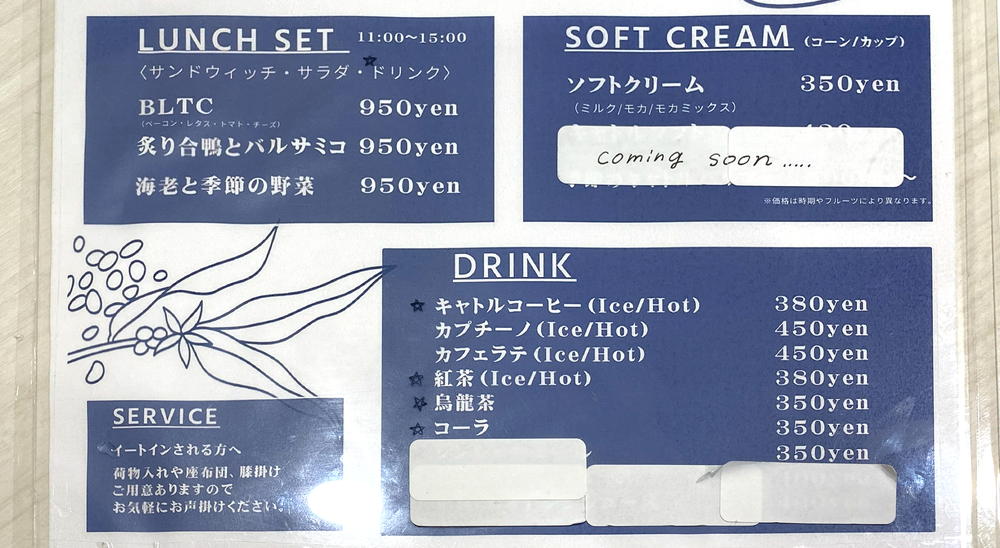 LUNCH SET 11:00~15:00
〈サンドウィッチ・サラダ・ドリンク〉
BLTC 950yen
(ベーコン・レタス・トマト・チーズ)
炙り合鴨とバルサミコ 950yen
海老と季節の野菜 950yen
SOFT CREAM (コーン/カップ)
ソフトクリーム 350yen
(ミルク/モカ/モカミックス)
coming soon.....
※価格は時期やフルーツにより異なります。
DRINK
☆ キャトルコーヒー(Ice/Hot) 380yen
カプチーノ(Ice/Hot) 450yen
カフェラテ(Ice/Hot) 450yen
☆ 紅茶(Ice/Hot) 380yen
☆ 烏龍茶 350yen
☆ コーラ 350yen
350yen
SERVICE
イートインされる方へ
荷物入れや座布団、膝掛け
ご用意ありますので
お気軽にお声掛けください。